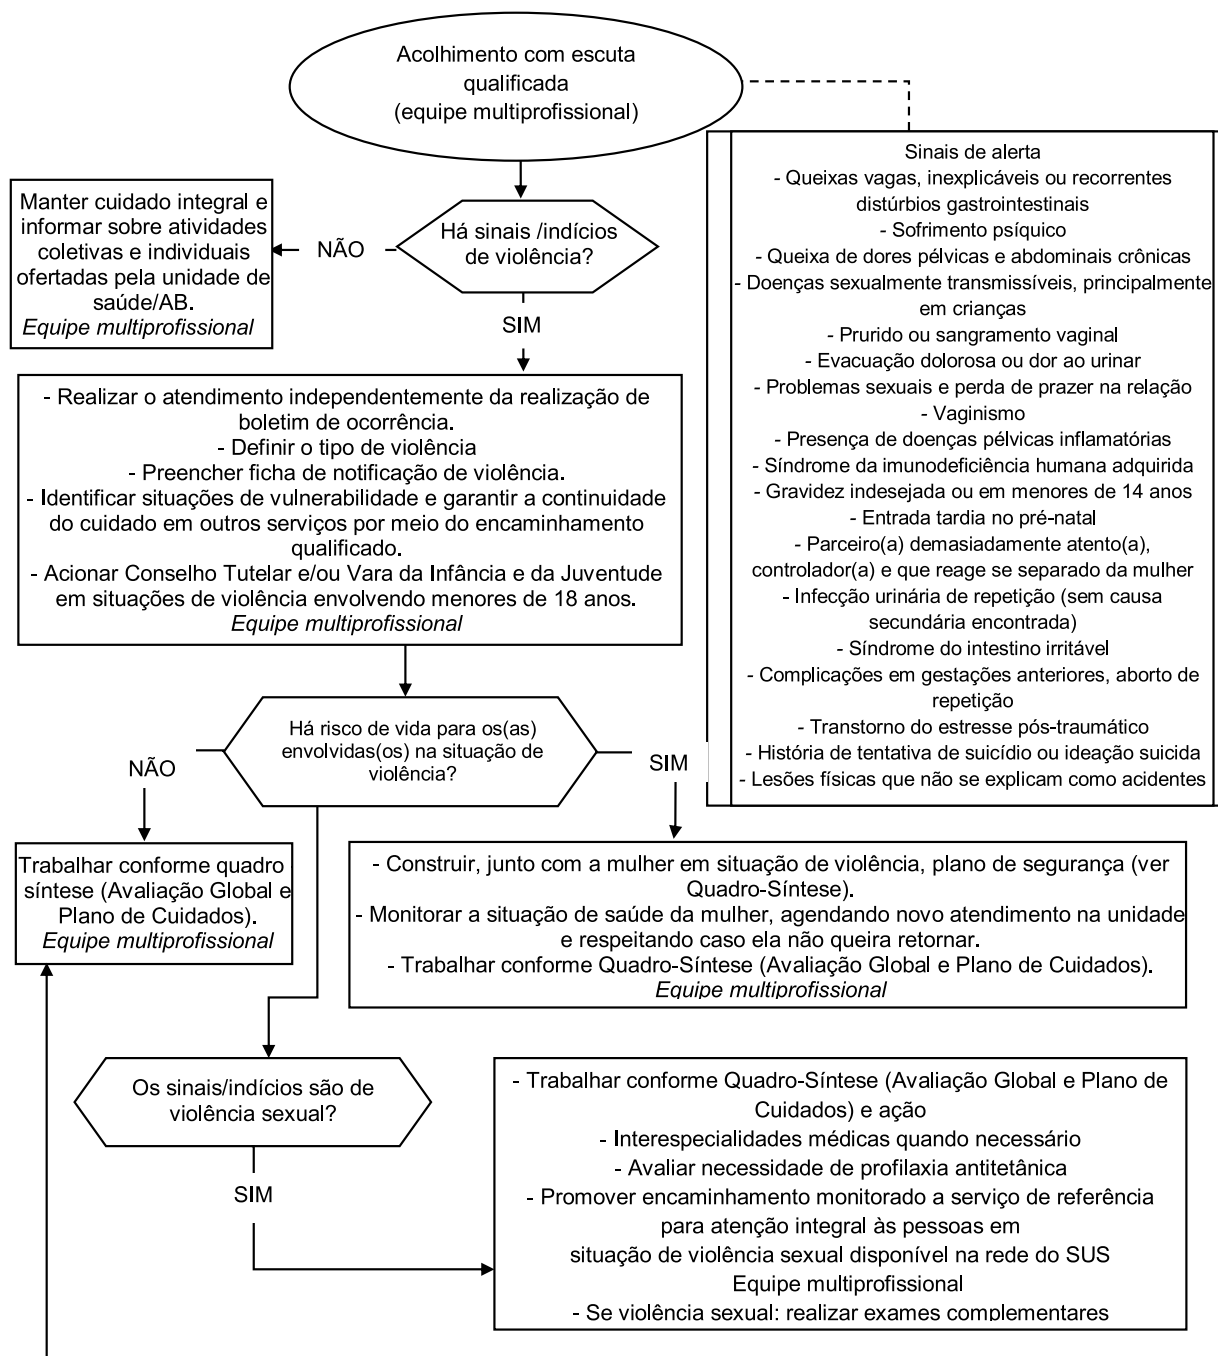 Acolhimento com escuta
qualificada
(equipe multiprofissional)
Sinais de alerta
- Queixas vagas, inexplicáveis ou recorrentes
distúrbios gastrointestinais
- Sofrimento psíquico
- Queixa de dores pélvicas e abdominais crônicas
- Doenças sexualmente transmissíveis, principalmente
em crianças
- Prurido ou sangramento vaginal
- Evacuação dolorosa ou dor ao urinar
- Problemas sexuais e perda de prazer na relação
- Vaginismo
- Presença de doenças pélvicas inflamatórias
- Síndrome da imunodeficiência humana adquirida
- Gravidez indesejada ou em menores de 14 anos
- Entrada tardia no pré-natal
- Parceiro(a) demasiadamente atento(a),
controlador(a) e que reage se separado da mulher
- Infecção urinária de repetição (sem causa
secundária encontrada)
- Síndrome do intestino irritável
- Complicações em gestações anteriores, aborto de
repetição
- Transtorno do estresse pós-traumático
- História de tentativa de suicídio ou ideação suicida
- Lesões físicas que não se explicam como acidentes
Há sinais /indícios
de violência?
NÃO
Manter cuidado integral e
informar sobre atividades
coletivas e individuais
ofertadas pela unidade de
saúde/AB.
Equipe multiprofissional
SIM
- Realizar o atendimento independentemente da realização de
boletim de ocorrência.
- Definir o tipo de violência
- Preencher ficha de notificação de violência.
- Identificar situações de vulnerabilidade e garantir a continuidade
do cuidado em outros serviços por meio do encaminhamento
qualificado.
- Acionar Conselho Tutelar e/ou Vara da Infância e da Juventude
em situações de violência envolvendo menores de 18 anos.
Equipe multiprofissional
Há risco de vida para os(as)
envolvidas(os) na situação de
violência?
NÃO
SIM
Trabalhar conforme quadro
síntese (Avaliação Global e
Plano de Cuidados).
Equipe multiprofissional
- Construir, junto com a mulher em situação de violência, plano de segurança (ver
Quadro-Síntese).
- Monitorar a situação de saúde da mulher, agendando novo atendimento na unidade
e respeitando caso ela não queira retornar.
- Trabalhar conforme Quadro-Síntese (Avaliação Global e Plano de Cuidados).
Equipe multiprofissional
Os sinais/indícios são de
violência sexual?
SIM
- Trabalhar conforme Quadro-Síntese (Avaliação Global e Plano de
Cuidados) e ação
- Interespecialidades médicas quando necessário
- Avaliar necessidade de profilaxia antitetânica
- Promover encaminhamento monitorado a serviço de referência
para atenção integral às pessoas em
situação de violência sexual disponível na rede do SUS
Equipe multiprofissional
- Se violência sexual: realizar exames complementares